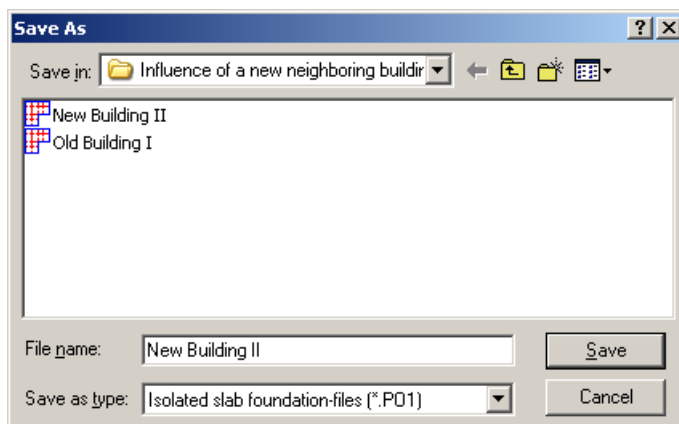 Save As
Save in: Influence of a new neighboring buildir
New Building II
Old Building I
File name: New Building II Save
Save as type: Isolated slab foundation-files (*.PO1) Cancel